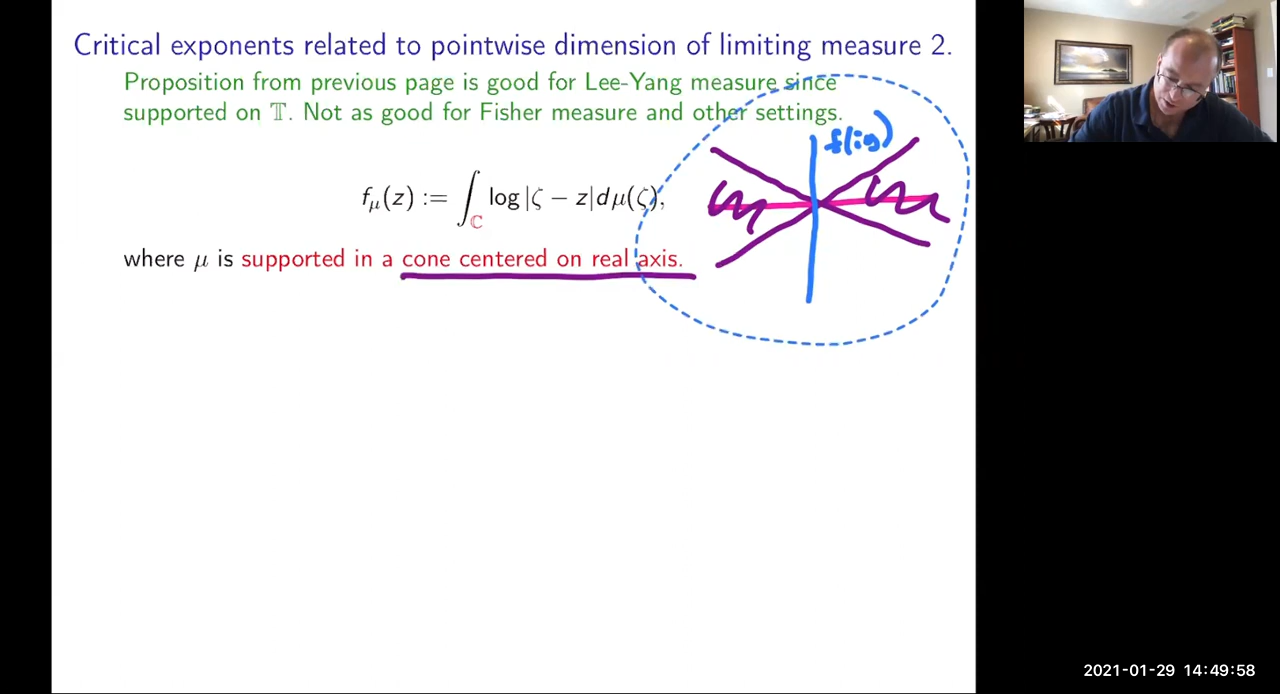 Critical exponents related to pointwise dimension of limiting measure 2.
Proposition from previous page is good for Lee-Yang measure since
supported on 𝕋. Not as good for Fisher measure and other settings.
f(iy)
f_μ(z) := ∫_ℂ log|ζ − z|dμ(ζ),
where μ is supported in a cone centered on real axis.
2021-01-29 14:49:58